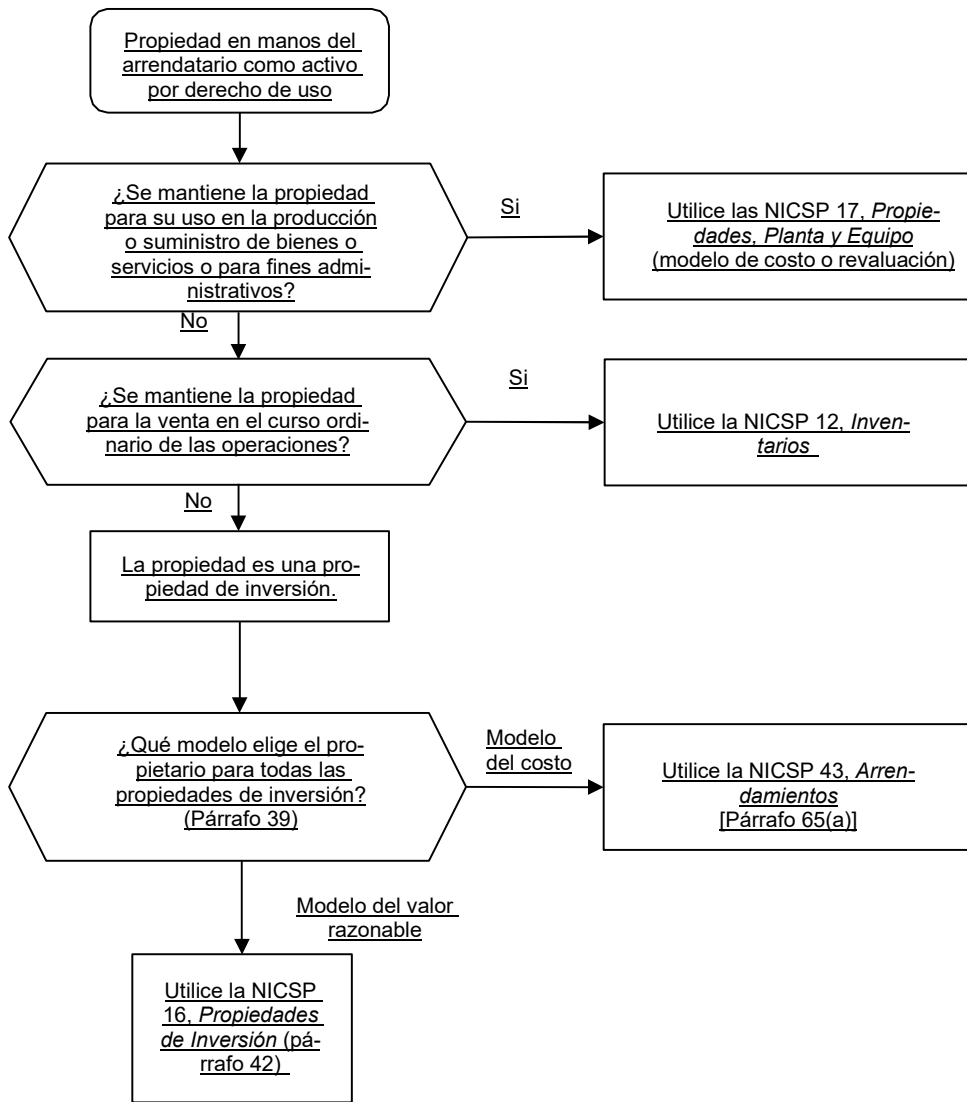 Propiedad en manos del
arrendatario como activo
por derecho de uso
¿Se mantiene la propiedad
para su uso en la producción
o suministro de bienes o
servicios o para fines admi-
nistrativos?
Si
Utilice las NICSP 17, Propie-
dades, Planta y Equipo
(modelo de costo o revaluación)
No
¿Se mantiene la propiedad
para la venta en el curso ordi-
nario de las operaciones?
Si
Utilice la NICSP 12, Inven-
tarios
No
La propiedad es una pro-
piedad de inversión.
¿Qué modelo elige el pro-
pietario para todas las
propiedades de inversión?
(Párrafo 39)
Modelo
del costo
Utilice la NICSP 43, Arren-
damientos
[Párrafo 65(a)]
Modelo del valor
razonable
Utilice la NICSP
16, Propiedades
de Inversión (pá-
rrafo 42)